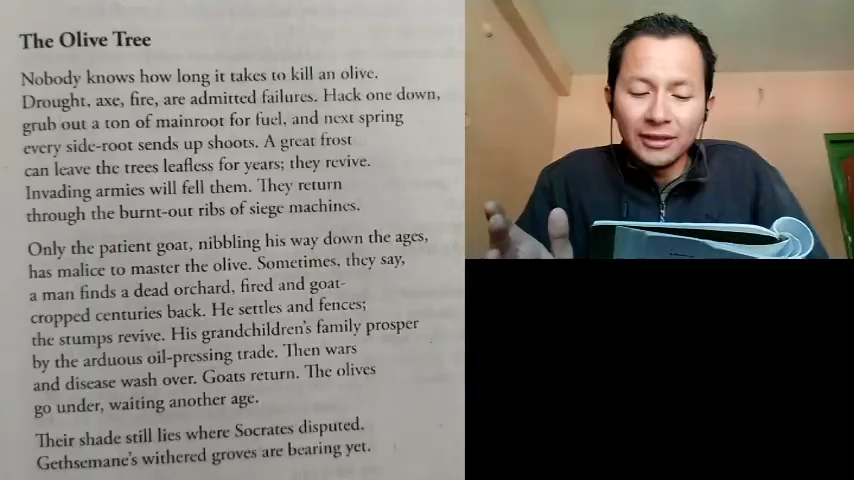 The Olive Tree
Nobody knows how long it takes to kill an olive.
Drought, axe, fire, are admitted failures. Hack one down,
grub out a ton of mainroot for fuel, and next spring
every side-root sends up shoots. A great frost
can leave the trees leafless for years; they revive.
Invading armies will fell them. They return
through the burnt-out ribs of siege machines.
Only the patient goat, nibbling his way down the ages,
has malice to master the olive. Sometimes, they say,
a man finds a dead orchard, fired and goat-
cropped centuries back. He settles and fences;
the stumps revive. His grandchildren's family prosper
by the arduous oil-pressing trade. Then wars
and disease wash over. Goats return. The olives
go under, waiting another age.
Their shade still lies where Socrates disputed.
Gethsemane's withered groves are bearing yet.